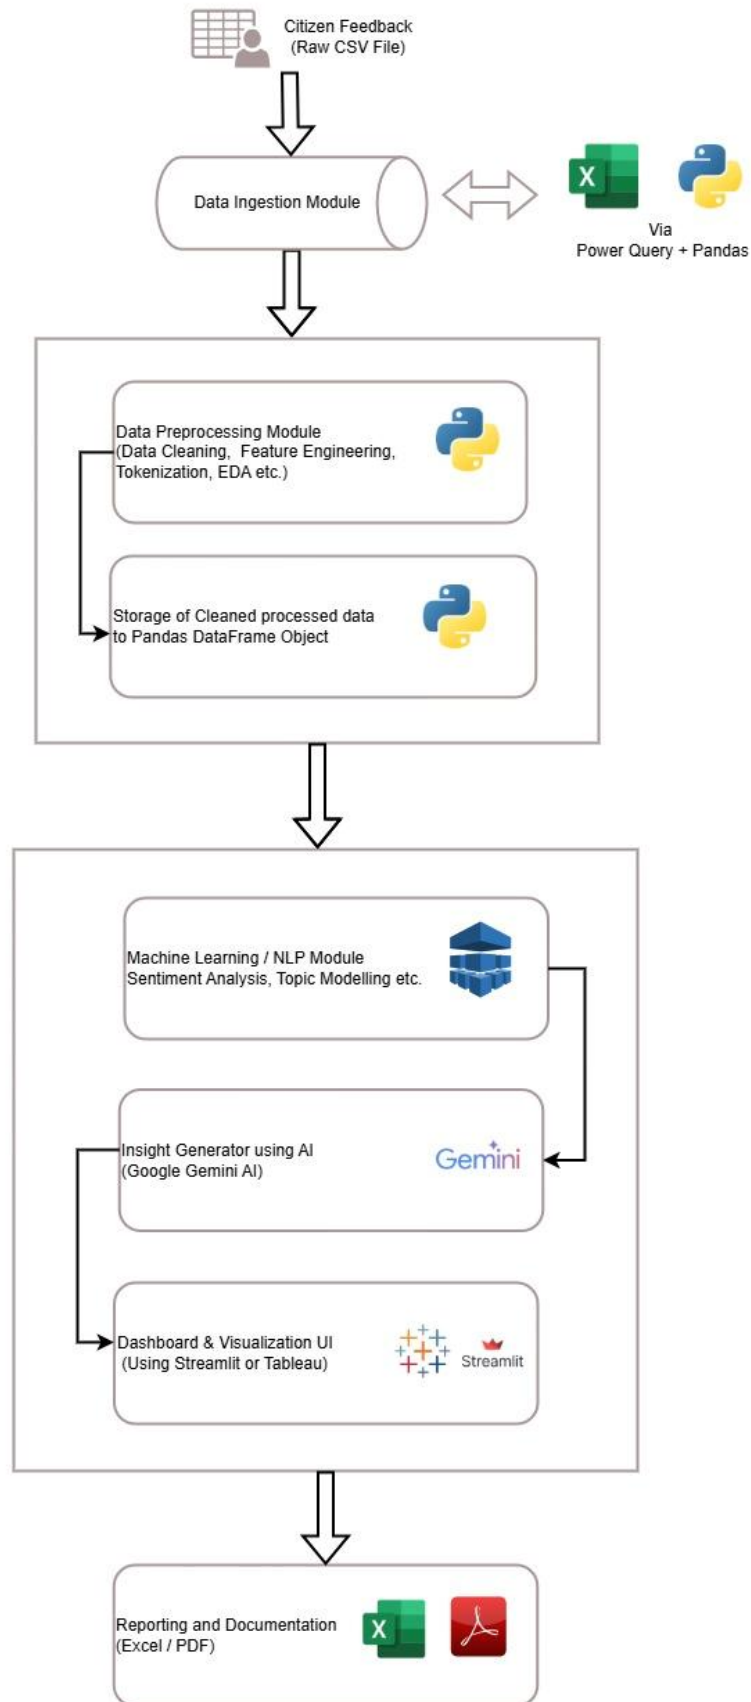 Citizen Feedback
(Raw CSV File)
Data Ingestion Module
X
Via
Power Query + Pandas
Data Preprocessing Module
(Data Cleaning, Feature Engineering,
Tokenization, EDA etc.)
Storage of Cleaned processed data
to Pandas DataFrame Object
Machine Learning / NLP Module
Sentiment Analysis, Topic Modelling etc.
Insight Generator using AI
(Google Gemini AI)
Gemini
Dashboard & Visualization UI
(Using Streamlit or Tableau)
Streamlit
Reporting and Documentation
(Excel / PDF)
X